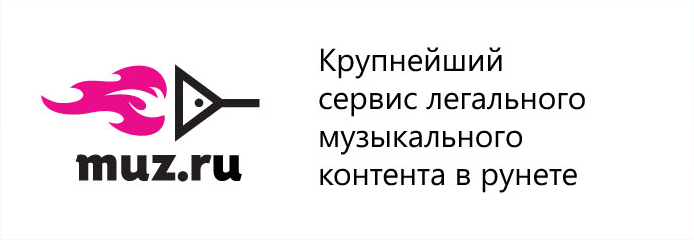 muz.ru
Крупнейший
сервис легального
музыкального
контента в рунете